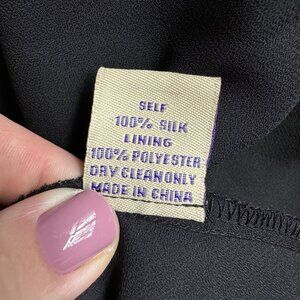 SELF
100% SILK
LINING
100% POLYESTER
DRY CLEAN ONLY
MADE IN CHINA